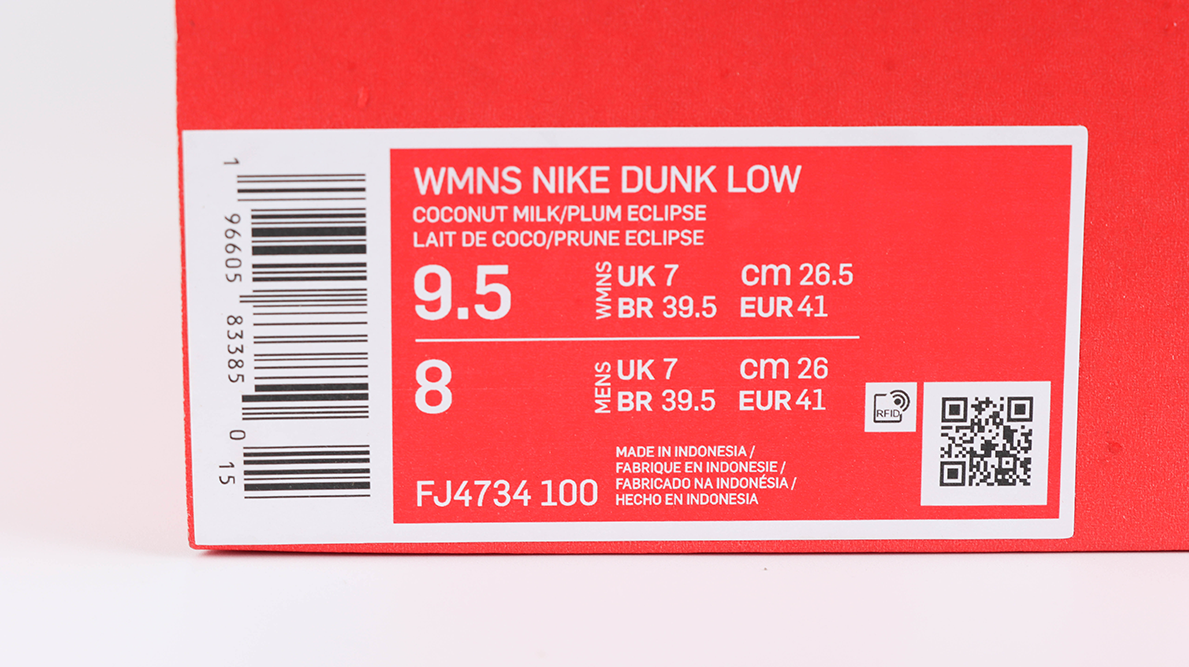 1 96605 83385 0 15
WMNS NIKE DUNK LOW
COCONUT MILK/PLUM ECLIPSE
LAIT DE COCO/PRUNE ECLIPSE
9.5 WMNS UK 7 cm 26.5
BR 39.5 EUR 41
8 MENS UK 7 cm 26
BR 39.5 EUR 41
RFID
MADE IN INDONESIA /
FABRIQUE EN INDONESIE /
FABRICADO NA INDONÉSIA /
HECHO EN INDONESIA
FJ4734 100